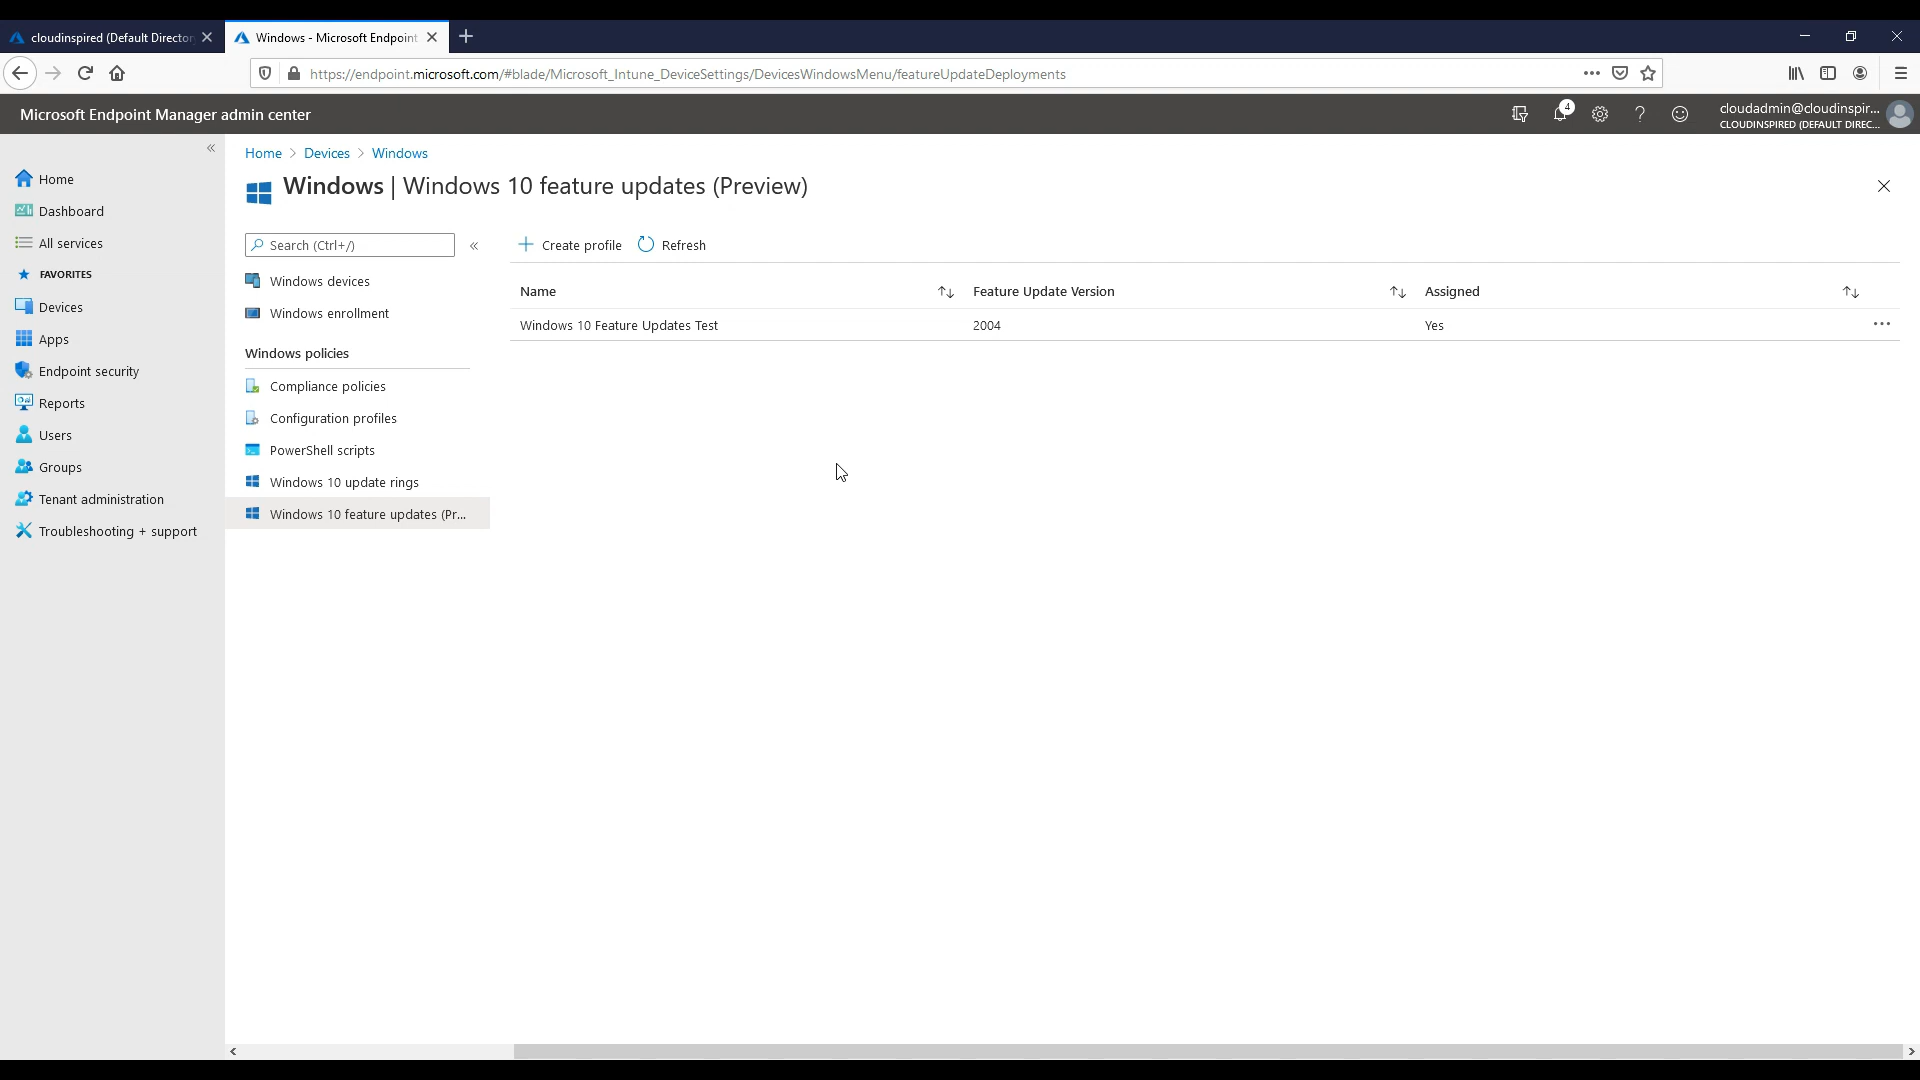 cloudinspired (Default Director
Windows - Microsoft Endpoint
https://endpoint.microsoft.com/#blade/Microsoft_Intune_DeviceSettings/DevicesWindowsMenu/featureUpdateDeployments
Microsoft Endpoint Manager admin center
4
cloudadmin@cloudinspir...
CLOUDINSPIRED (DEFAULT DIREC...
Home
Dashboard
All services
FAVORITES
Devices
Apps
Endpoint security
Reports
Users
Groups
Tenant administration
Troubleshooting + support
Home > Devices > Windows
Windows | Windows 10 feature updates (Preview)
Search (Ctrl+/)
Windows devices
Windows enrollment
Windows policies
Compliance policies
Configuration profiles
PowerShell scripts
Windows 10 update rings
Windows 10 feature updates (Pr...
Create profile Refresh
Name Feature Update Version Assigned
Windows 10 Feature Updates Test 2004 Yes